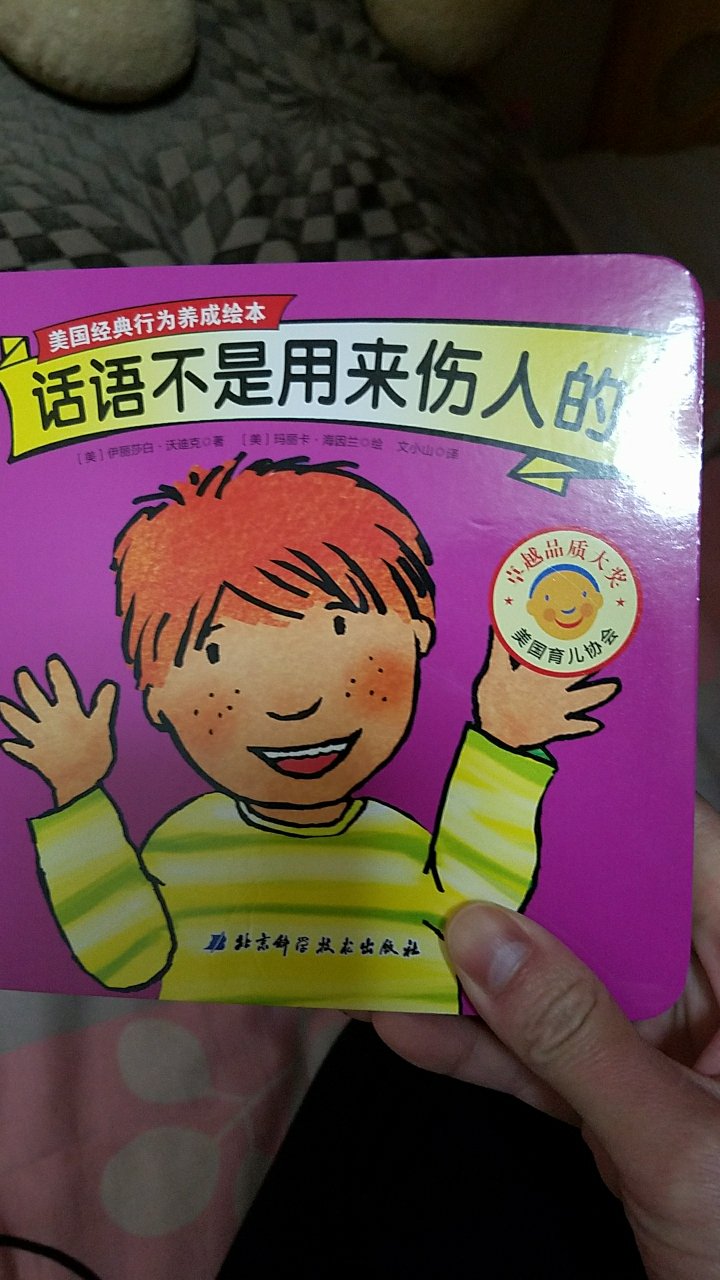 美国经典行为养成绘本
话语不是用来伤人的
[美]伊丽莎白·沃迪克◎著 [美]玛丽卡·海因兰◎绘 文小山◎译
卓越品质大奖
美国育儿协会
北京科学技术出版社